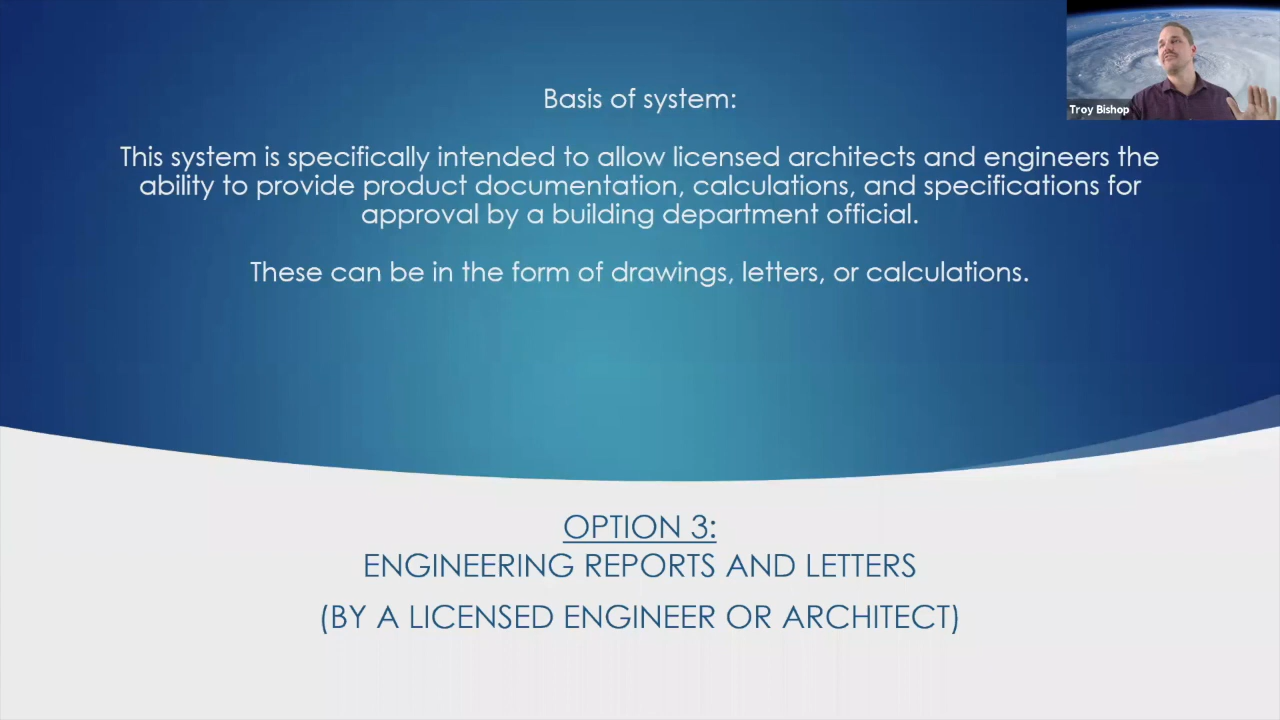 Basis of system:
This system is specifically intended to allow licensed architects and engineers the
ability to provide product documentation, calculations, and specifications for
approval by a building department official.
These can be in the form of drawings, letters, or calculations.
OPTION 3:
ENGINEERING REPORTS AND LETTERS
(BY A LICENSED ENGINEER OR ARCHITECT)
Troy Bishop